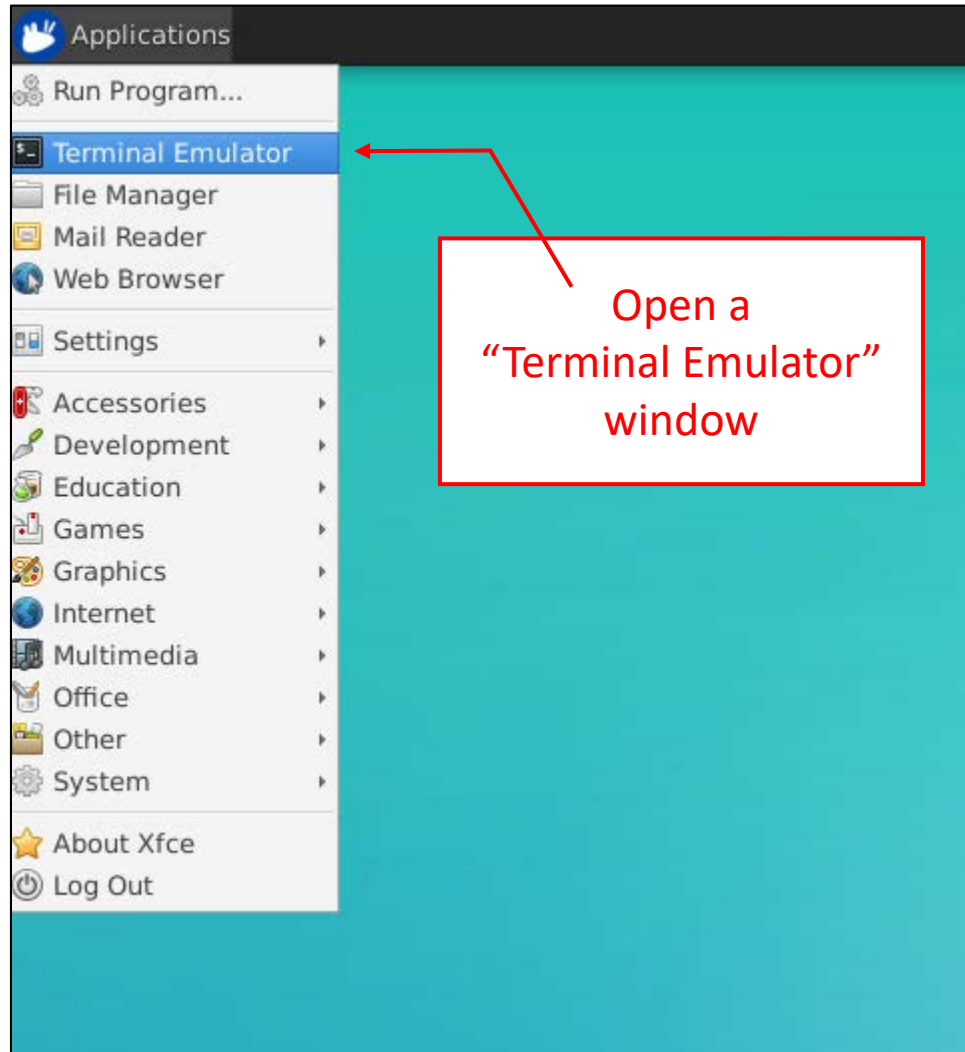 Applications
Run Program...
Terminal Emulator
File Manager
Mail Reader
Web Browser
Settings
Accessories
Development
Education
Games
Graphics
Internet
Multimedia
Office
Other
System
About Xfce
Log Out
Open a
“Terminal Emulator”
window